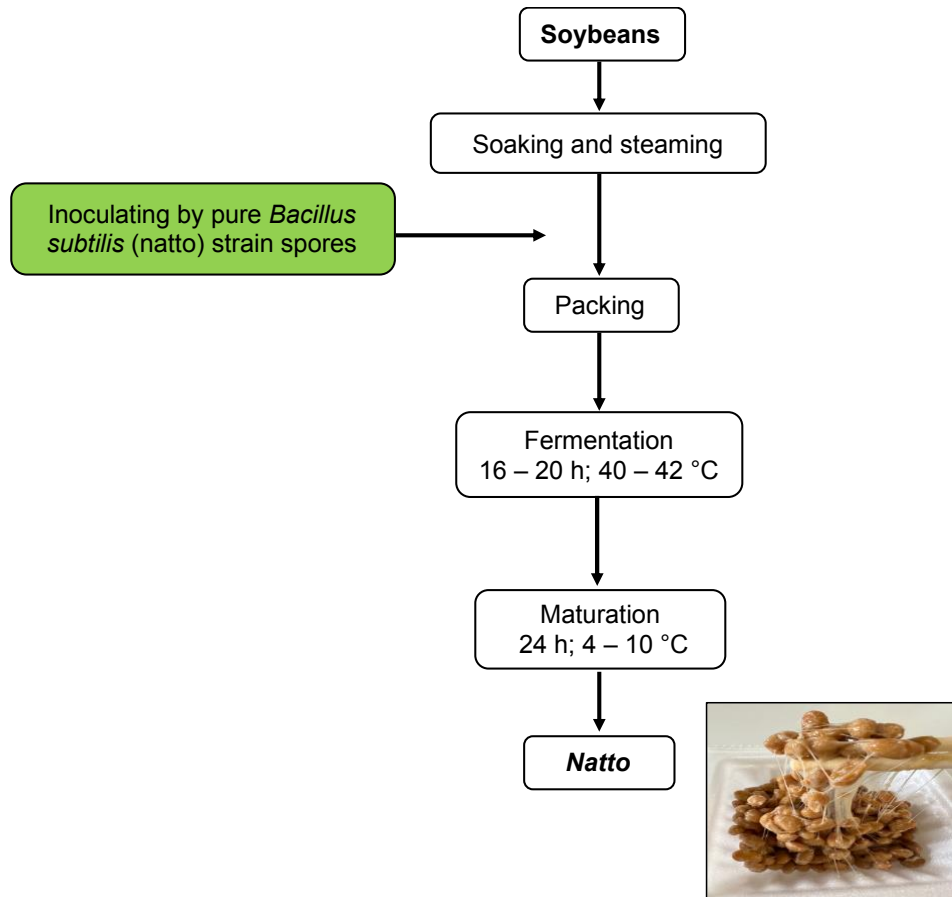 Soybeans
Soaking and steaming
Inoculating by pure Bacillus
subtilis (natto) strain spores
Packing
Fermentation
16 – 20 h; 40 – 42 °C
Maturation
24 h; 4 – 10 °C
Natto